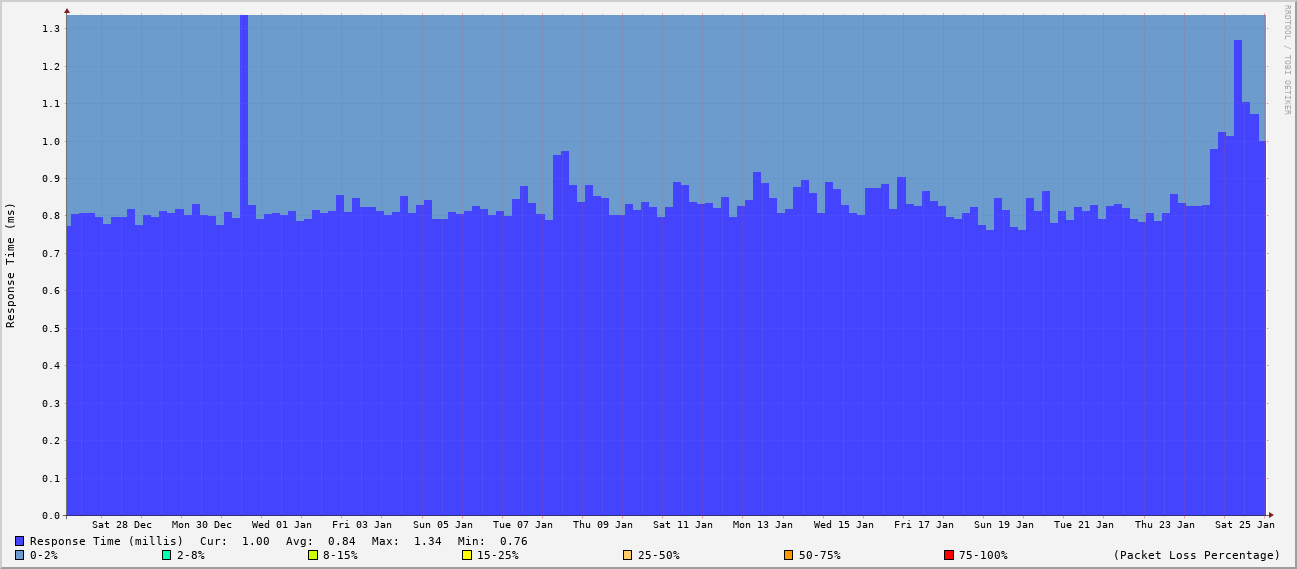 1.3
1.2
1.1
1.0
0.9
0.8
0.7
0.6
0.5
0.4
0.3
0.2
0.1
0.0
Response Time (ms)
RRDTOOL / TOBI OETIKER
Sat 28 Dec Mon 30 Dec Wed 01 Jan Fri 03 Jan Sun 05 Jan Tue 07 Jan Thu 09 Jan Sat 11 Jan Mon 13 Jan Wed 15 Jan Fri 17 Jan Sun 19 Jan Tue 21 Jan Thu 23 Jan Sat 25 Jan
Response Time (millis) Cur: 1.00 Avg: 0.84 Max: 1.34 Min: 0.76
0-2% 2-8% 8-15% 15-25% 25-50% 50-75% 75-100% (Packet Loss Percentage)